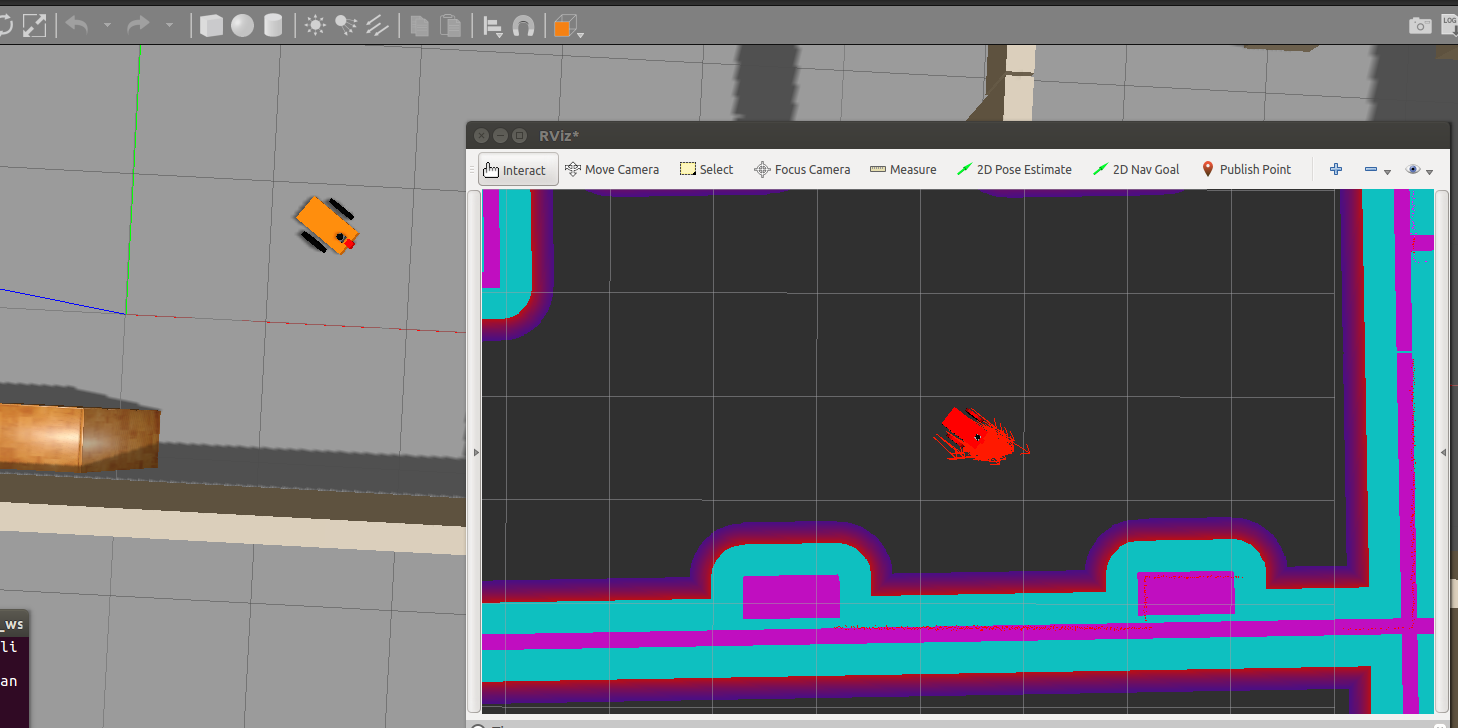 LOG
RViz*
Interact
Move Camera
Select
Focus Camera
Measure
2D Pose Estimate
2D Nav Goal
Publish Point
_ws
li
an